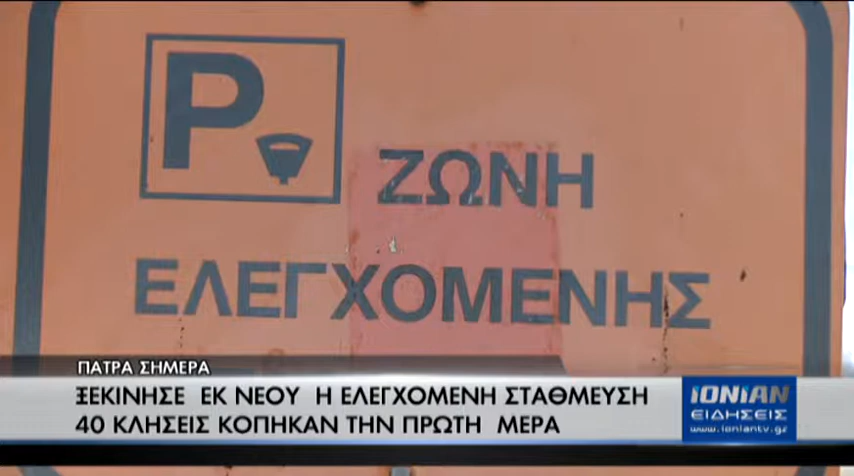 P
ΖΩΝΗ
ΕΛΕΓΧΟΜΕΝΗΣ
ΠΑΤΡΑ ΣΗΜΕΡΑ
ΞΕΚΙΝΗΣΕ ΕΚ ΝΕΟΥ Η ΕΛΕΓΧΟΜΕΝΗ ΣΤΑΘΜΕΥΣΗ
40 ΚΛΗΣΕΙΣ ΚΟΠΗΚΑΝ ΤΗΝ ΠΡΩΤΗ ΜΕΡΑ
IONIAN
ΕΙΔΗΣΕΙΣ
www.ioniantv.gr